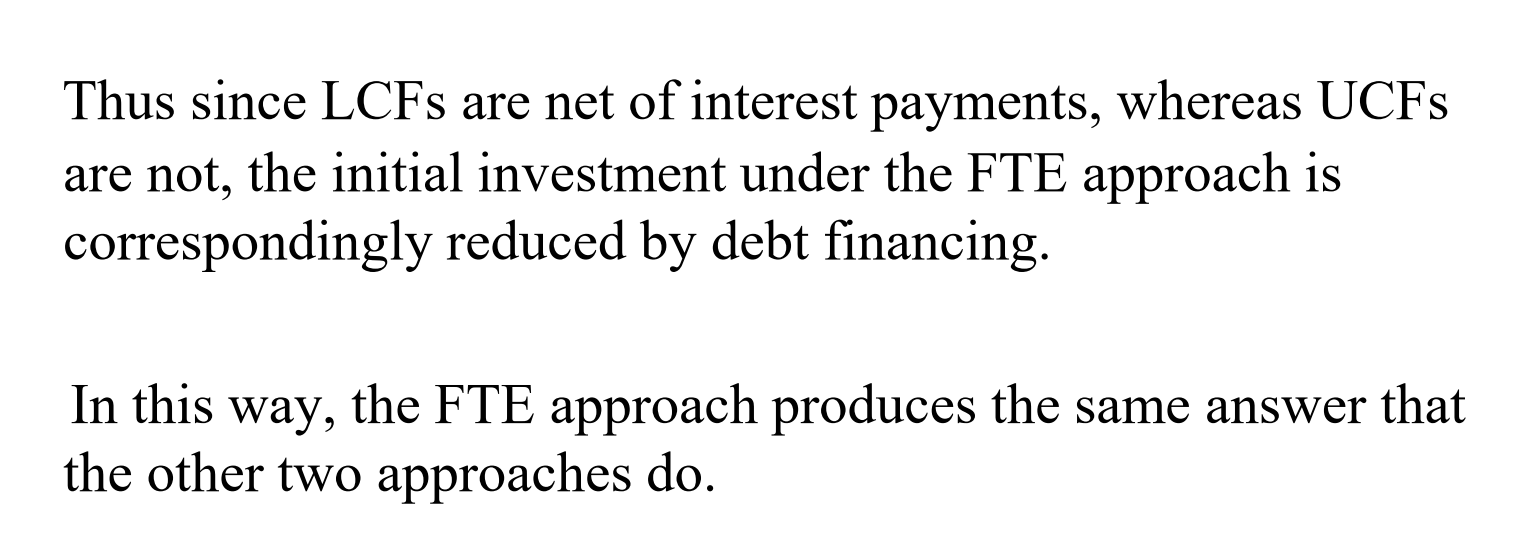 Thus since LCFs are net of interest payments, whereas UCFs
are not, the initial investment under the FTE approach is
correspondingly reduced by debt financing.
In this way, the FTE approach produces the same answer that
the other two approaches do.